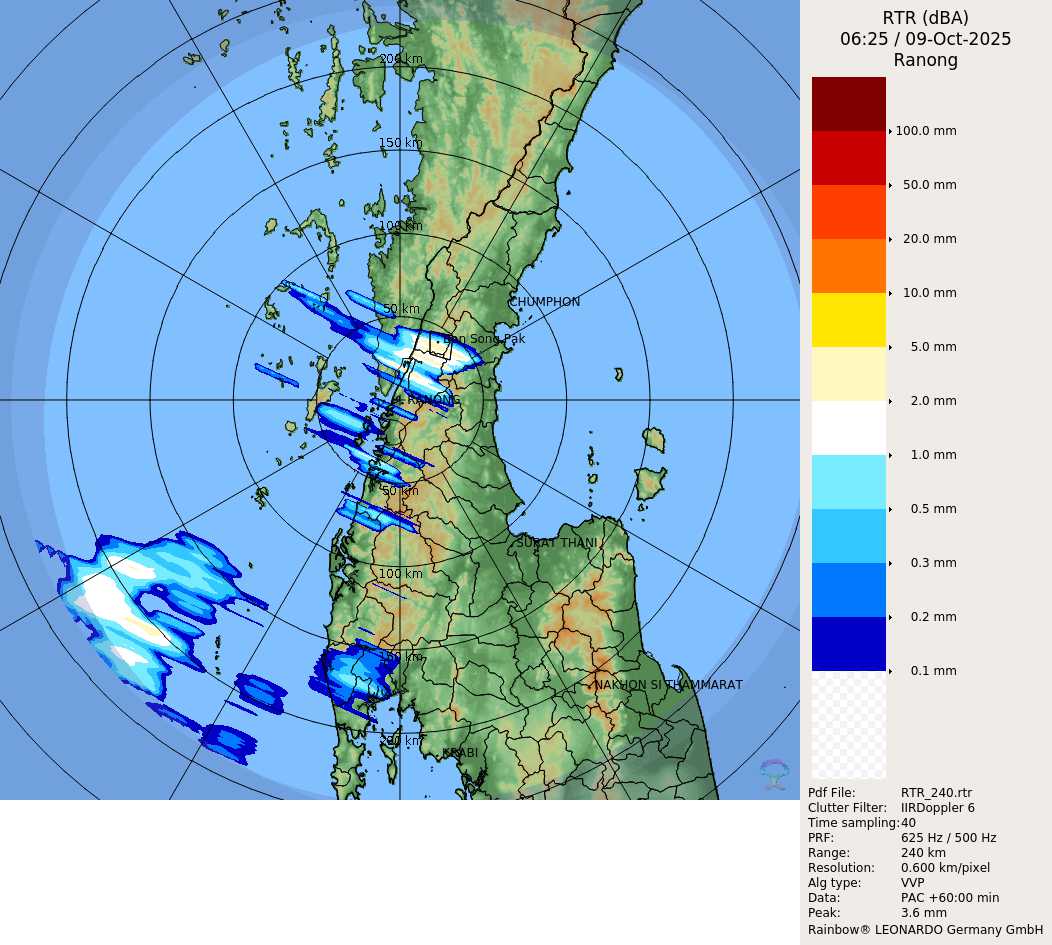 RTR (dBA)
06:25 / 09-Oct-2025
Ranong
100.0 mm
50.0 mm
20.0 mm
10.0 mm
5.0 mm
2.0 mm
1.0 mm
0.5 mm
0.3 mm
0.2 mm
0.1 mm
Pdf File: RTR_240.rtr
Clutter Filter: IIRDoppler 6
Time sampling:40
PRF: 625 Hz / 500 Hz
Range: 240 km
Resolution: 0.600 km/pixel
Alg type: VVP
Data: PAC +60:00 min
Peak: 3.6 mm
Rainbow® LEONARDO Germany GmbH
200 km
150 km
100 km
CHUMPHON
50 km
Ban Song Pak
RANONG
50 km
SURAT THANI
100 km
150 km
NAKHON SI THAMMARAT
200 km
KRABI